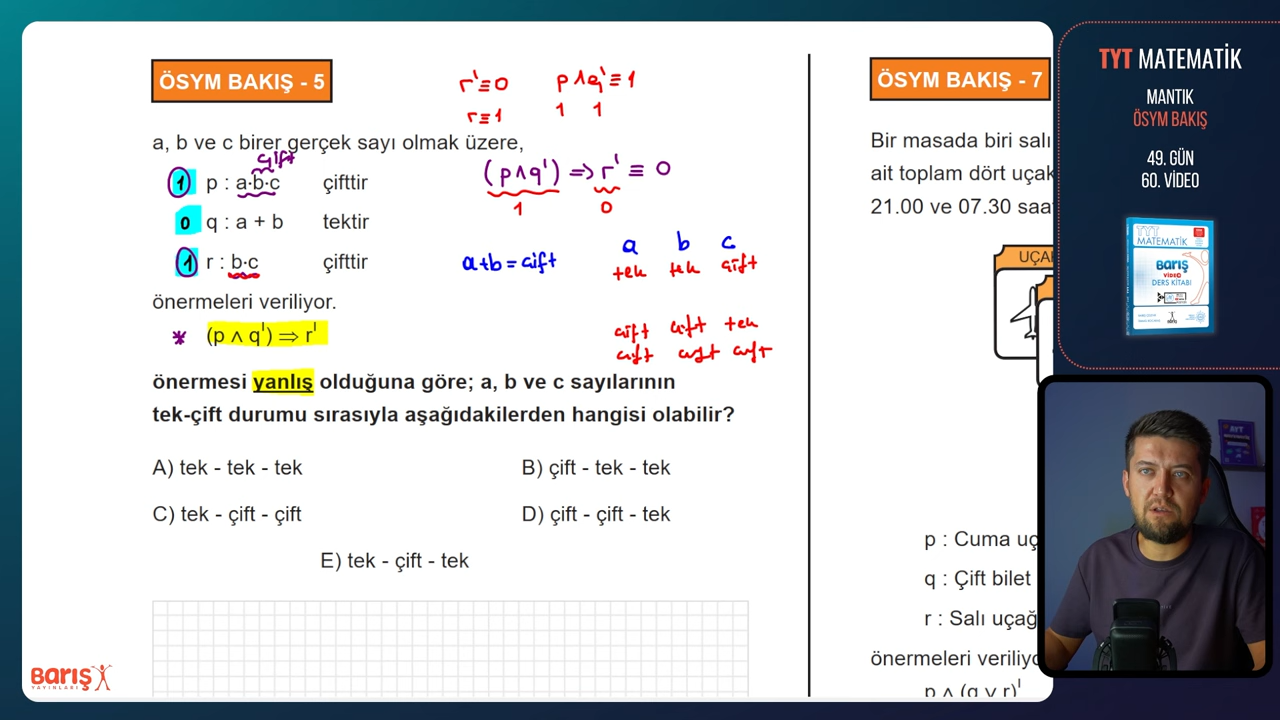 ÖSYM BAKIŞ - 5
r' ≡ 0
r ≡ 1
p ∧ q' ≡ 1
1 1
a, b ve c birer gerçek sayı olmak üzere,
çift
1 p : a·b·c çifttir
0 q : a + b tektir
1 r : b·c çifttir
(p ∧ q') ⇒ r' ≡ 0
1 0
a+b = çift
a b c
tek tek çift
çift çift tek
çift çift çift
önermeleri veriliyor.
* (p ∧ q') ⇒ r'
önermesi yanlış olduğuna göre; a, b ve c sayılarının
tek-çift durumu sırasıyla aşağıdakilerden hangisi olabilir?
A) tek - tek - tek
B) çift - tek - tek
C) tek - çift - çift
D) çift - çift - tek
E) tek - çift - tek
BARIŞ
YAYINLARI
ÖSYM BAKIŞ - 7
Bir masada biri salı
ait toplam dört uçak
21.00 ve 07.30 saa
UÇA
p : Cuma uç
q : Çift bilet
r : Salı uçağ
önermeleri veriliyo
p ∧ (q ∨ r)'
TYT MATEMATİK
MANTIK
ÖSYM BAKIŞ
49. GÜN
60. VİDEO
TYT
MATEMATİK
BARIŞ
VİDEO
DERS KİTABI